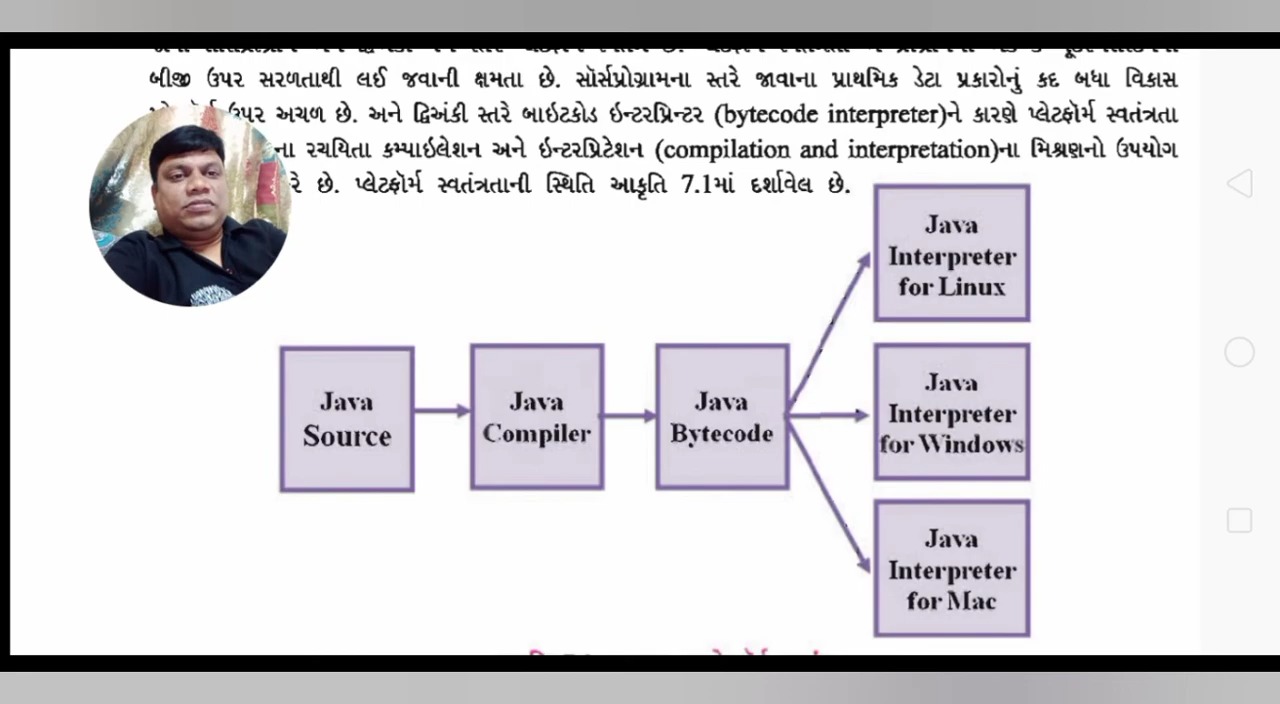 બીજી ઉપર સરળતાથી લઈ જવાની ક્ષમતા છે. સૉર્સપ્રોગ્રામના સ્તરે જાવાના પ્રાથમિક ડેટા પ્રકારોનું કદ બધા વિકાસ
ઉપર અચળ છે. અને દ્વિઅંકી સ્તરે બાઇટકોડ ઇન્ટરપ્રિન્ટર (bytecode interpreter)ને કારણે પ્લેટફૉર્મ સ્વતંત્રતા
ના રચયિતા કમ્પાઇલેશન અને ઇન્ટરપ્રિટેશન (compilation and interpretation)ના મિશ્રણનો ઉપયોગ
રે છે. પ્લેટફૉર્મ સ્વતંત્રતાની સ્થિતિ આકૃતિ 7.1માં દર્શાવેલ છે.
Java
Source
Java
Compiler
Java
Bytecode
Java
Interpreter
for Linux
Java
Interpreter
for Windows
Java
Interpreter
for Mac